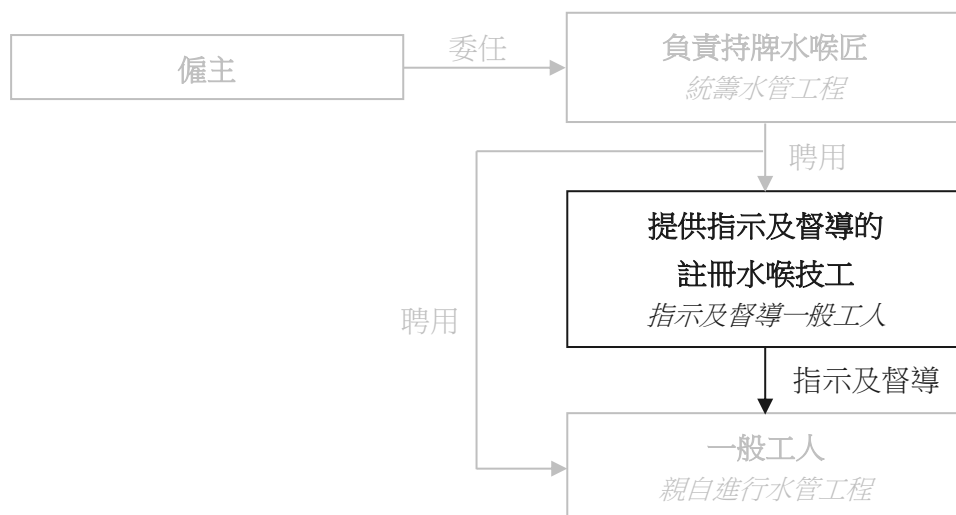 僱主
委任
負責持牌水喉匠
統籌水管工程
聘用
提供指示及督導的
註冊水喉技工
指示及督導一般工人
聘用
指示及督導
一般工人
親自進行水管工程